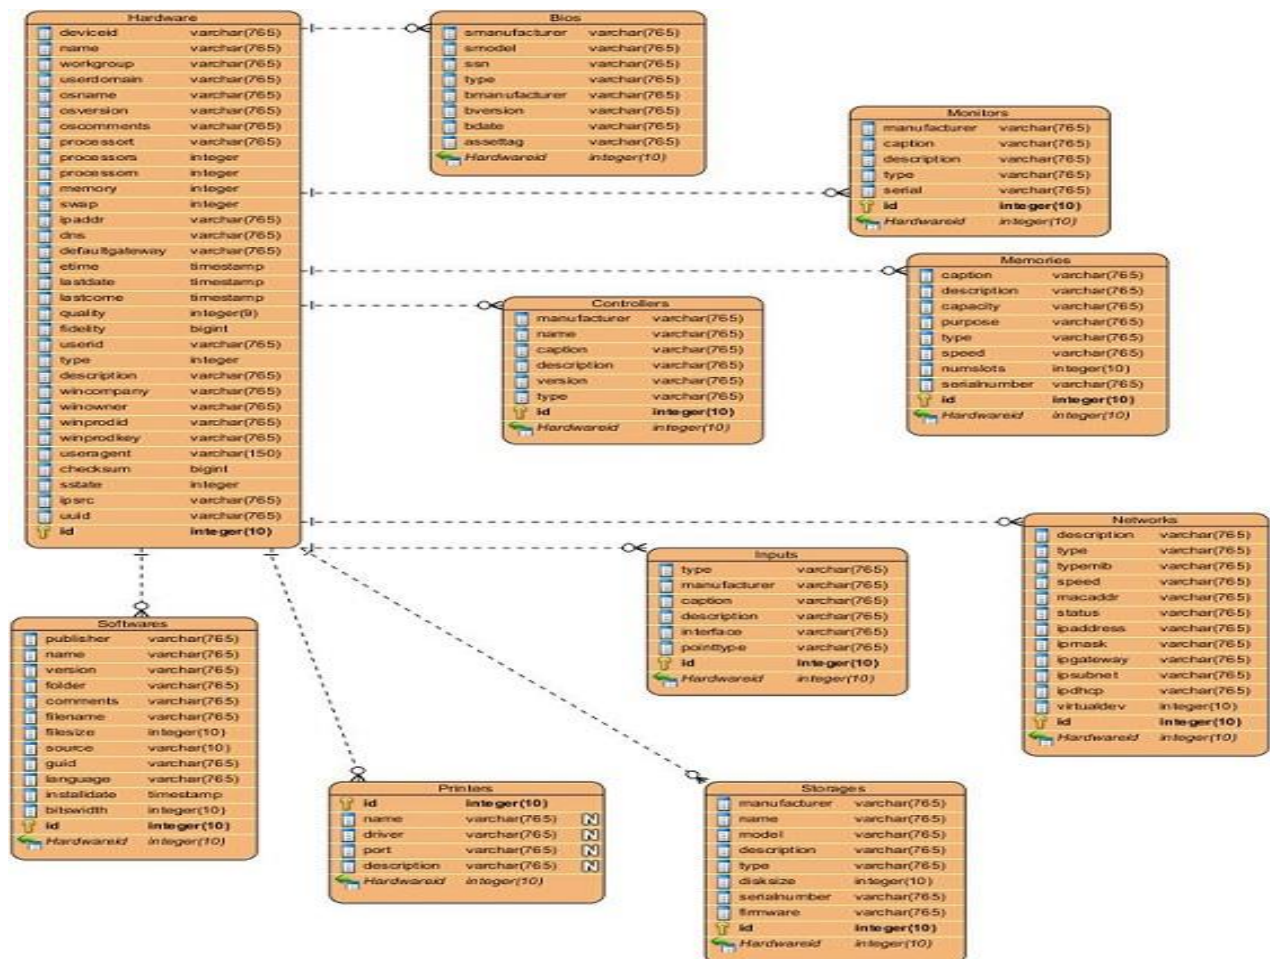 Hardware
deviceid varchar(765)
name varchar(765)
workgroup varchar(765)
userdomain varchar(765)
osname varchar(765)
osversion varchar(765)
oscomments varchar(765)
processort varchar(765)
processors integer
processorn integer
memory integer
swap integer
ipaddr varchar(765)
dns varchar(765)
defaultgateway varchar(765)
etime timestamp
lastdate timestamp
lastcome timestamp
quality integer(9)
fidelity bigint
userid varchar(765)
type integer
description varchar(765)
wincompany varchar(765)
winowner varchar(765)
winprodid varchar(765)
winprodkey varchar(765)
useragent varchar(150)
checksum bigint
sstate integer
ipsrc varchar(765)
uuid varchar(765)
id integer(10)
Bios
smanufacturer varchar(765)
smodel varchar(765)
ssn varchar(765)
type varchar(765)
bmanufacturer varchar(765)
bversion varchar(765)
bdate varchar(765)
assettag varchar(765)
Hardwareid integer(10)
Monitors
manufacturer varchar(765)
caption varchar(765)
description varchar(765)
type varchar(765)
serial varchar(765)
id integer(10)
Hardwareid integer(10)
Memories
caption varchar(765)
description varchar(765)
capacity varchar(765)
purpose varchar(765)
type varchar(765)
speed varchar(765)
numslots integer(10)
serialnumber varchar(765)
id integer(10)
Hardwareid integer(10)
Controllers
manufacturer varchar(765)
name varchar(765)
caption varchar(765)
description varchar(765)
version varchar(765)
type varchar(765)
id integer(10)
Hardwareid integer(10)
Networks
description varchar(765)
type varchar(765)
typemib varchar(765)
speed varchar(765)
macaddr varchar(765)
status varchar(765)
ipaddress varchar(765)
ipmask varchar(765)
ipgateway varchar(765)
ipsubnet varchar(765)
ipdhcp varchar(765)
virtualdev integer(10)
id integer(10)
Hardwareid integer(10)
Inputs
type varchar(765)
manufacturer varchar(765)
caption varchar(765)
description varchar(765)
interface varchar(765)
pointtype varchar(765)
id integer(10)
Hardwareid integer(10)
Softwares
publisher varchar(765)
name varchar(765)
version varchar(765)
folder varchar(765)
comments varchar(765)
filename varchar(765)
filesize integer(10)
source varchar(10)
guid varchar(765)
language varchar(765)
installdate timestamp
bitswidth integer(10)
id integer(10)
Hardwareid integer(10)
Printers
id integer(10)
name varchar(765) N
driver varchar(765) N
port varchar(765) N
description varchar(765) N
Hardwareid integer(10)
Storages
manufacturer varchar(765)
name varchar(765)
model varchar(765)
description varchar(765)
type varchar(765)
disksize integer(10)
serialnumber varchar(765)
firmware varchar(765)
id integer(10)
Hardwareid integer(10)